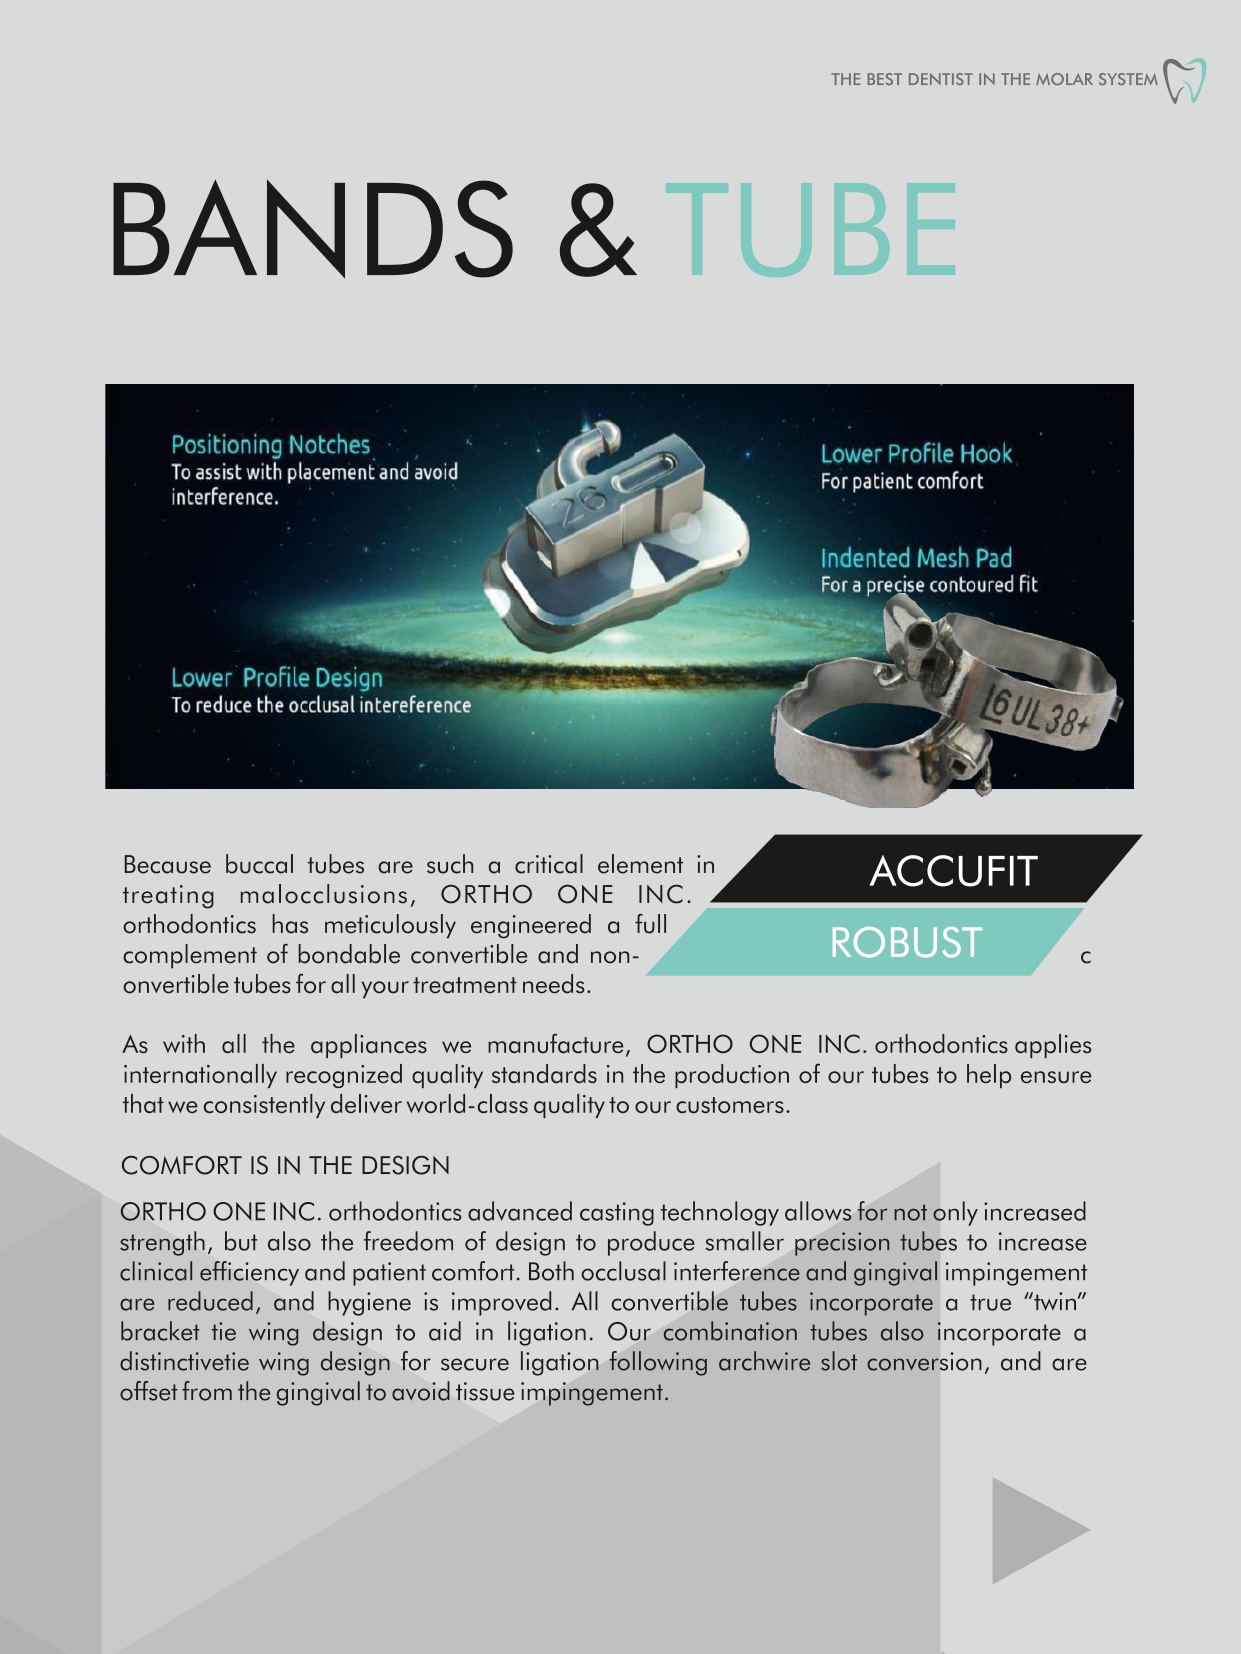 THE BEST DENTIST IN THE MOLAR SYSTEM
BANDS & TUBE
Positioning Notches
To assist with placement and avoid
interference.
Lower Profile Hook
For patient comfort
26
Indented Mesh Pad
For a precise contoured fit
Lower Profile Design
To reduce the occlusal intereference
L6 UL 38+
ACCUFIT
ROBUST
Because buccal tubes are such a critical element in
treating malocclusions, ORTHO ONE INC.
orthodontics has meticulously engineered a full
complement of bondable convertible and non- c
onvertible tubes for all your treatment needs.
As with all the appliances we manufacture, ORTHO ONE INC. orthodontics applies
internationally recognized quality standards in the production of our tubes to help ensure
that we consistently deliver world-class quality to our customers.
COMFORT IS IN THE DESIGN
ORTHO ONE INC. orthodontics advanced casting technology allows for not only increased
strength, but also the freedom of design to produce smaller precision tubes to increase
clinical efficiency and patient comfort. Both occlusal interference and gingival impingement
are reduced, and hygiene is improved. All convertible tubes incorporate a true “twin”
bracket tie wing design to aid in ligation. Our combination tubes also incorporate a
distinctivetie wing design for secure ligation following archwire slot conversion, and are
offset from the gingival to avoid tissue impingement.